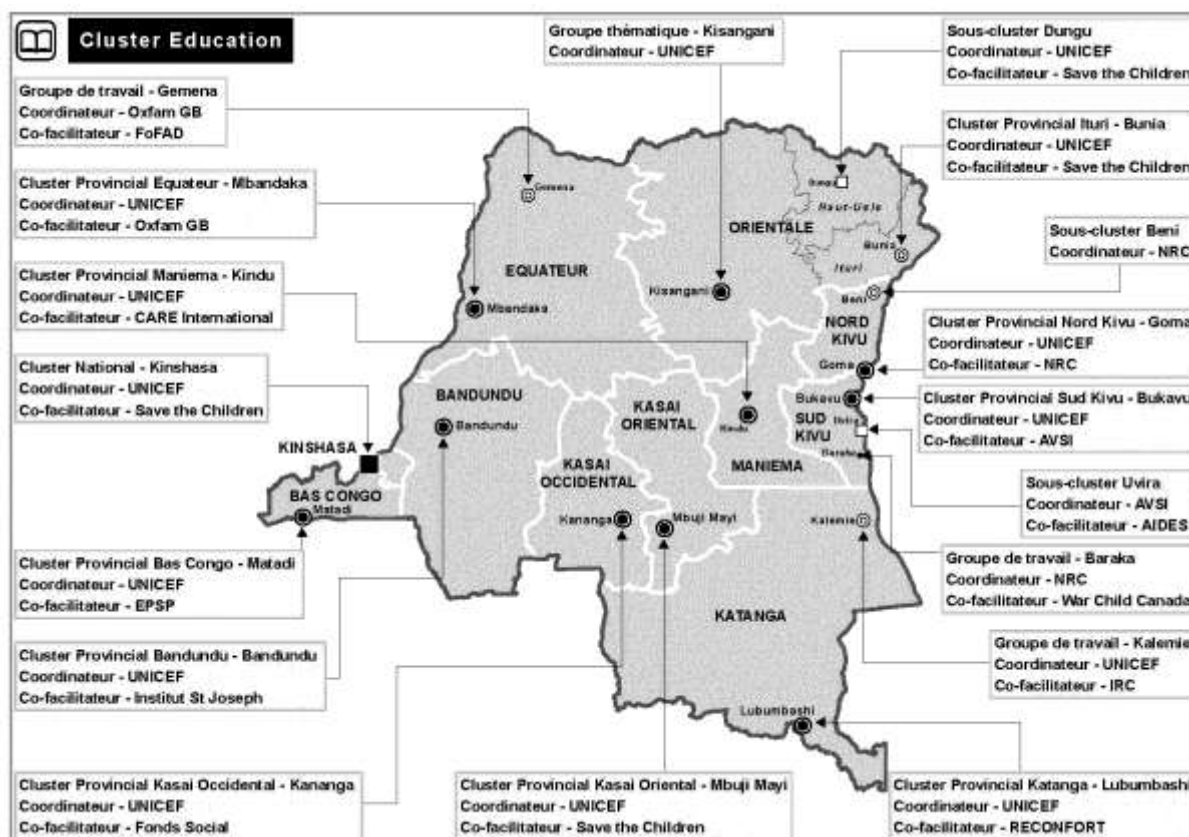 Cluster Education
Groupe thématique - Kisangani
Coordinateur - UNICEF
Sous-cluster Dungu
Coordinateur - UNICEF
Co-facilitateur - Save the Children
Groupe de travail - Gemena
Coordinateur - Oxfam GB
Co-facilitateur - FoFAD
Cluster Provincial Ituri - Bunia
Coordinateur - UNICEF
Co-facilitateur - Save the Children
Cluster Provincial Equateur - Mbandaka
Coordinateur - UNICEF
Co-facilitateur - Oxfam GB
Sous-cluster Beni
Coordinateur - NRC
Cluster Provincial Maniema - Kindu
Coordinateur - UNICEF
Co-facilitateur - CARE International
Cluster Provincial Nord Kivu - Goma
Coordinateur - UNICEF
Co-facilitateur - NRC
Cluster National - Kinshasa
Coordinateur - UNICEF
Co-facilitateur - Save the Children
Cluster Provincial Sud Kivu - Bukavu
Coordinateur - UNICEF
Co-facilitateur - AVSI
Sous-cluster Uvira
Coordinateur - AVSI
Co-facilitateur - AIDES
Cluster Provincial Bas Congo - Matadi
Coordinateur - UNICEF
Co-facilitateur - EPSP
Groupe de travail - Baraka
Coordinateur - NRC
Co-facilitateur - War Child Canada
Cluster Provincial Bandundu - Bandundu
Coordinateur - UNICEF
Co-facilitateur - Institut St Joseph
Groupe de travail - Kalemie
Coordinateur - UNICEF
Co-facilitateur - IRC
Cluster Provincial Kasai Occidental - Kananga
Coordinateur - UNICEF
Co-facilitateur - Fonds Social
Cluster Provincial Kasai Oriental - Mbuji Mayi
Coordinateur - UNICEF
Co-facilitateur - Save the Children
Cluster Provincial Katanga - Lubumbashi
Coordinateur - UNICEF
Co-facilitateur - RECONFORT
Gemena
Haut-Uele
ORIENTALE
Bunia
Ituri
EQUATEUR
Kisangani
Beni
Mbandaka
NORD
KIVU
Goma
BANDUNDU
Bukavu
KASAI
ORIENTAL
SUD
KIVU
Bandundu
Kindu
Baraka
KINSHASA
MANIEMA
KASAI
OCCIDENTAL
BAS CONGO
Matadi
Kananga
Mbuji Mayi
Kalemie
KATANGA
Lubumbashi